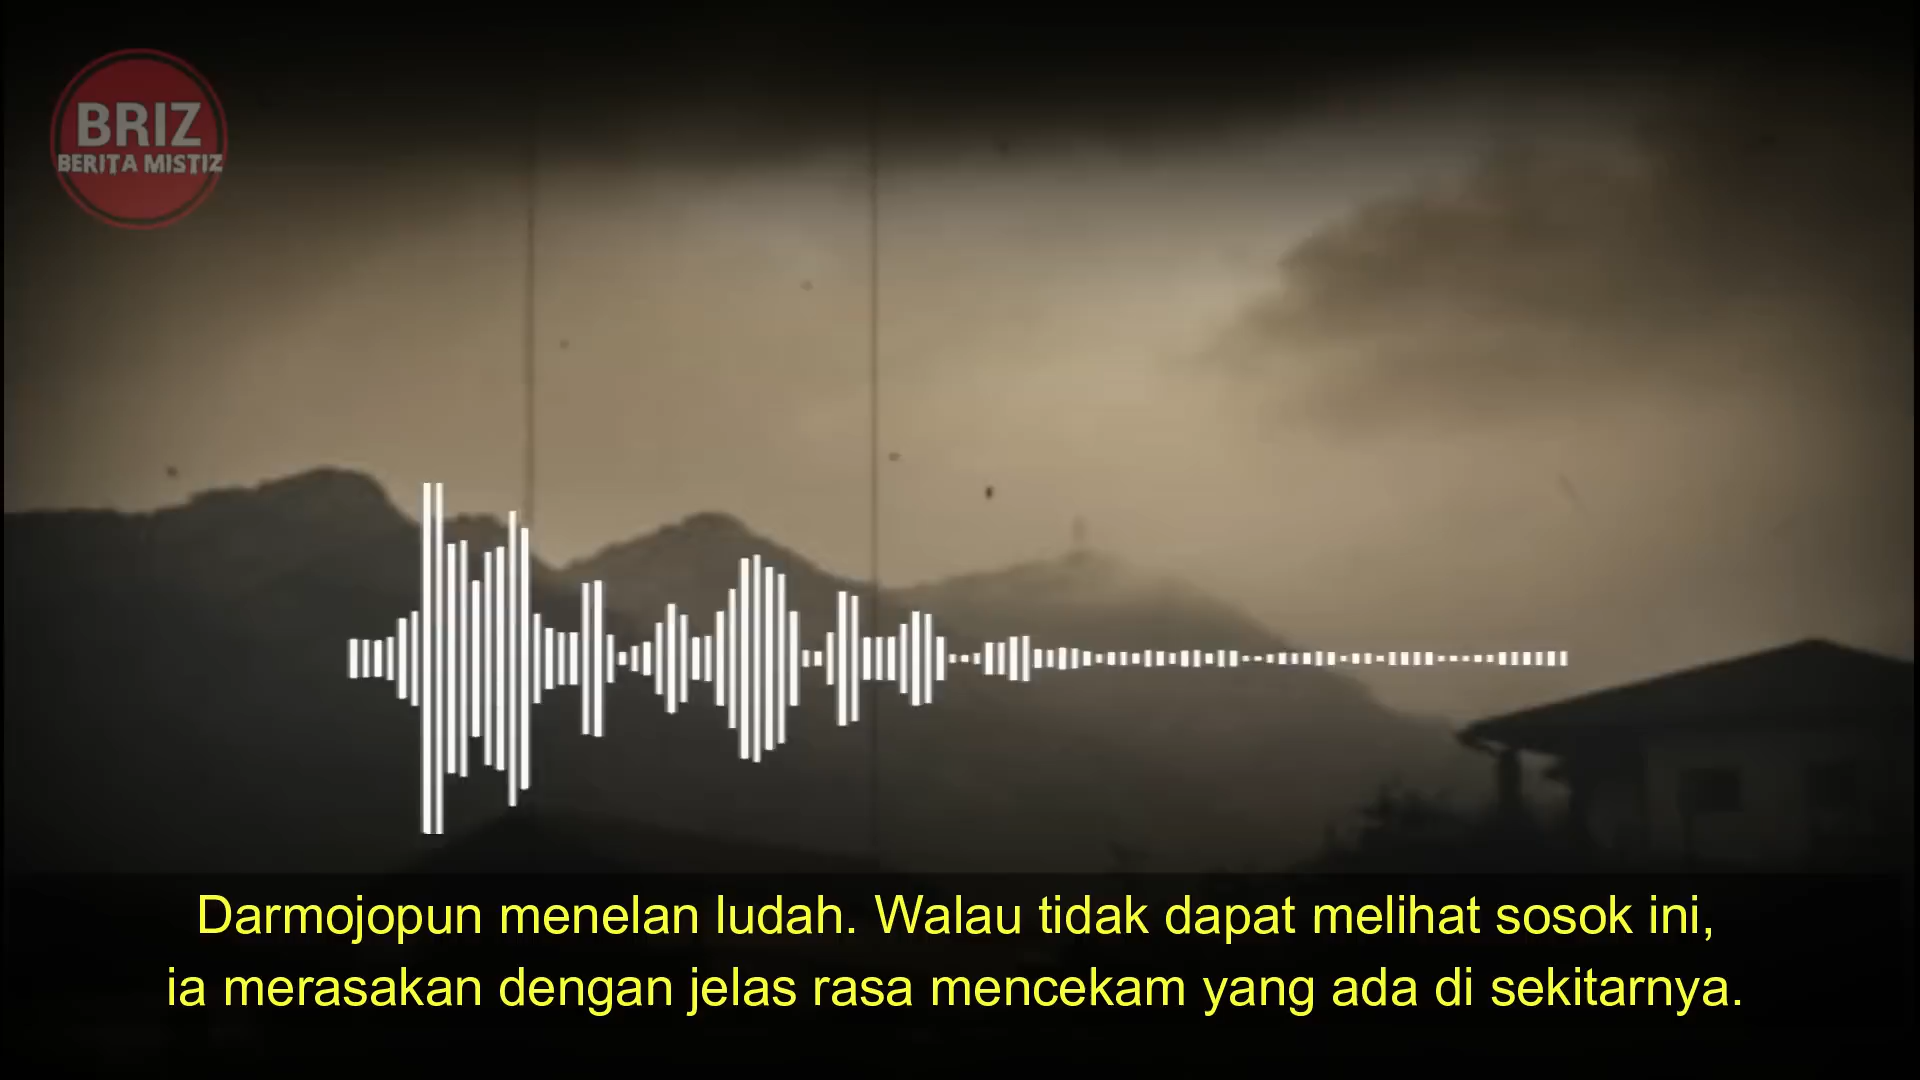 BRIZ
BERITA MISTIZ
Darmojopun menelan ludah. Walau tidak dapat melihat sosok ini,
ia merasakan dengan jelas rasa mencekam yang ada di sekitarnya.